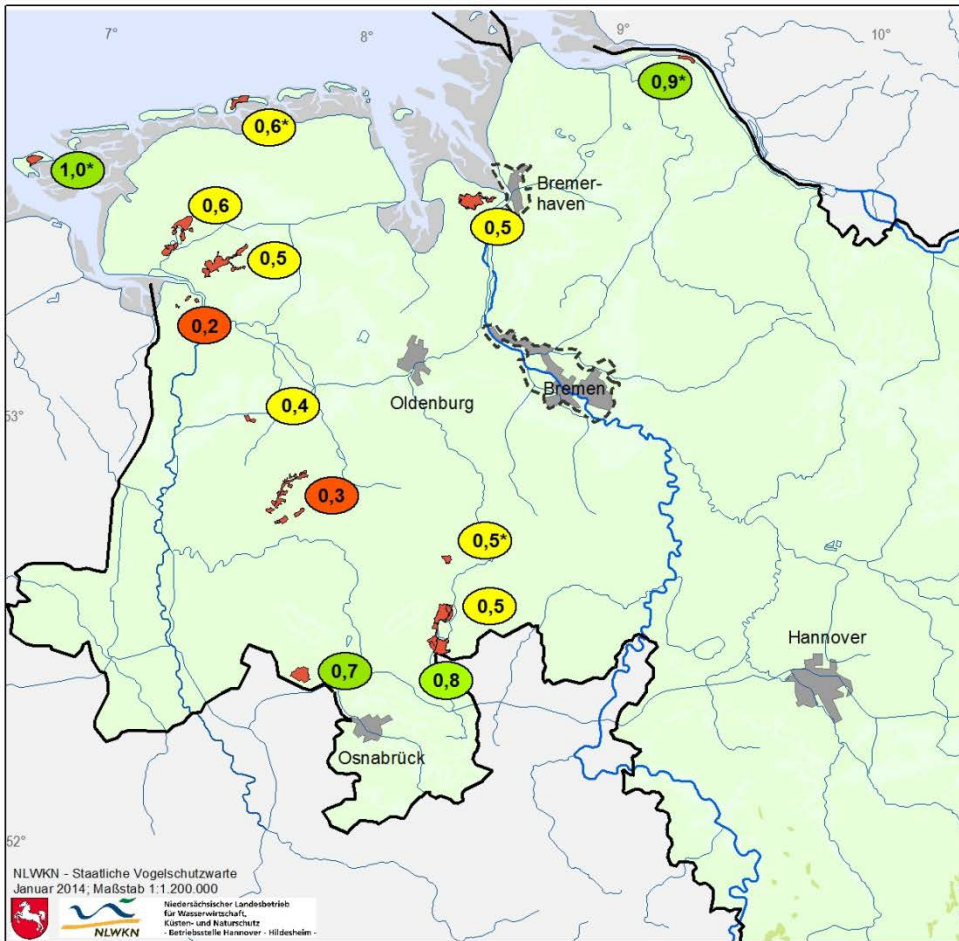 7°
8°
9°
10°
0,9*
0,6*
1,0*
Bremer-
haven
0,6
0,5
0,5
0,2
Bremen
Oldenburg
0,4
53°
0,3
0,5*
0,5
Hannover
0,7
0,8
Osnabrück
52°
NLWKN - Staatliche Vogelschutzwarte
Januar 2014; Maßstab 1:1.200.000
Niedersächsischer Landesbetrieb
für Wasserwirtschaft,
Küsten- und Naturschutz
- Betriebsstelle Hannover - Hildesheim -
NLWKN